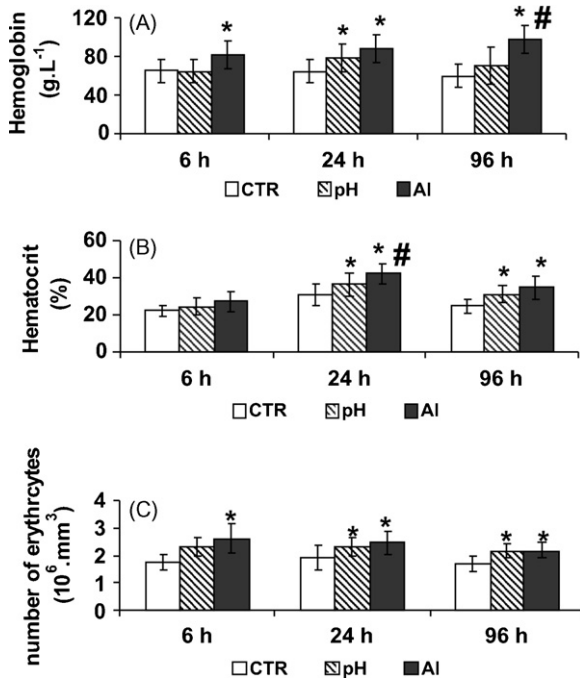 (A)
Hemoglobin
(g.L-1)
120
80
40
0
* * * * * #
6 h 24 h 96 h
CTR pH Al
(B)
Hematocrit
(%)
60
40
20
0
* * # * *
6 h 24 h 96 h
CTR pH Al
(C)
number of erythrcytes
(10⁶.mm³)
4
3
2
1
0
* * * * *
6 h 24 h 96 h
CTR pH Al